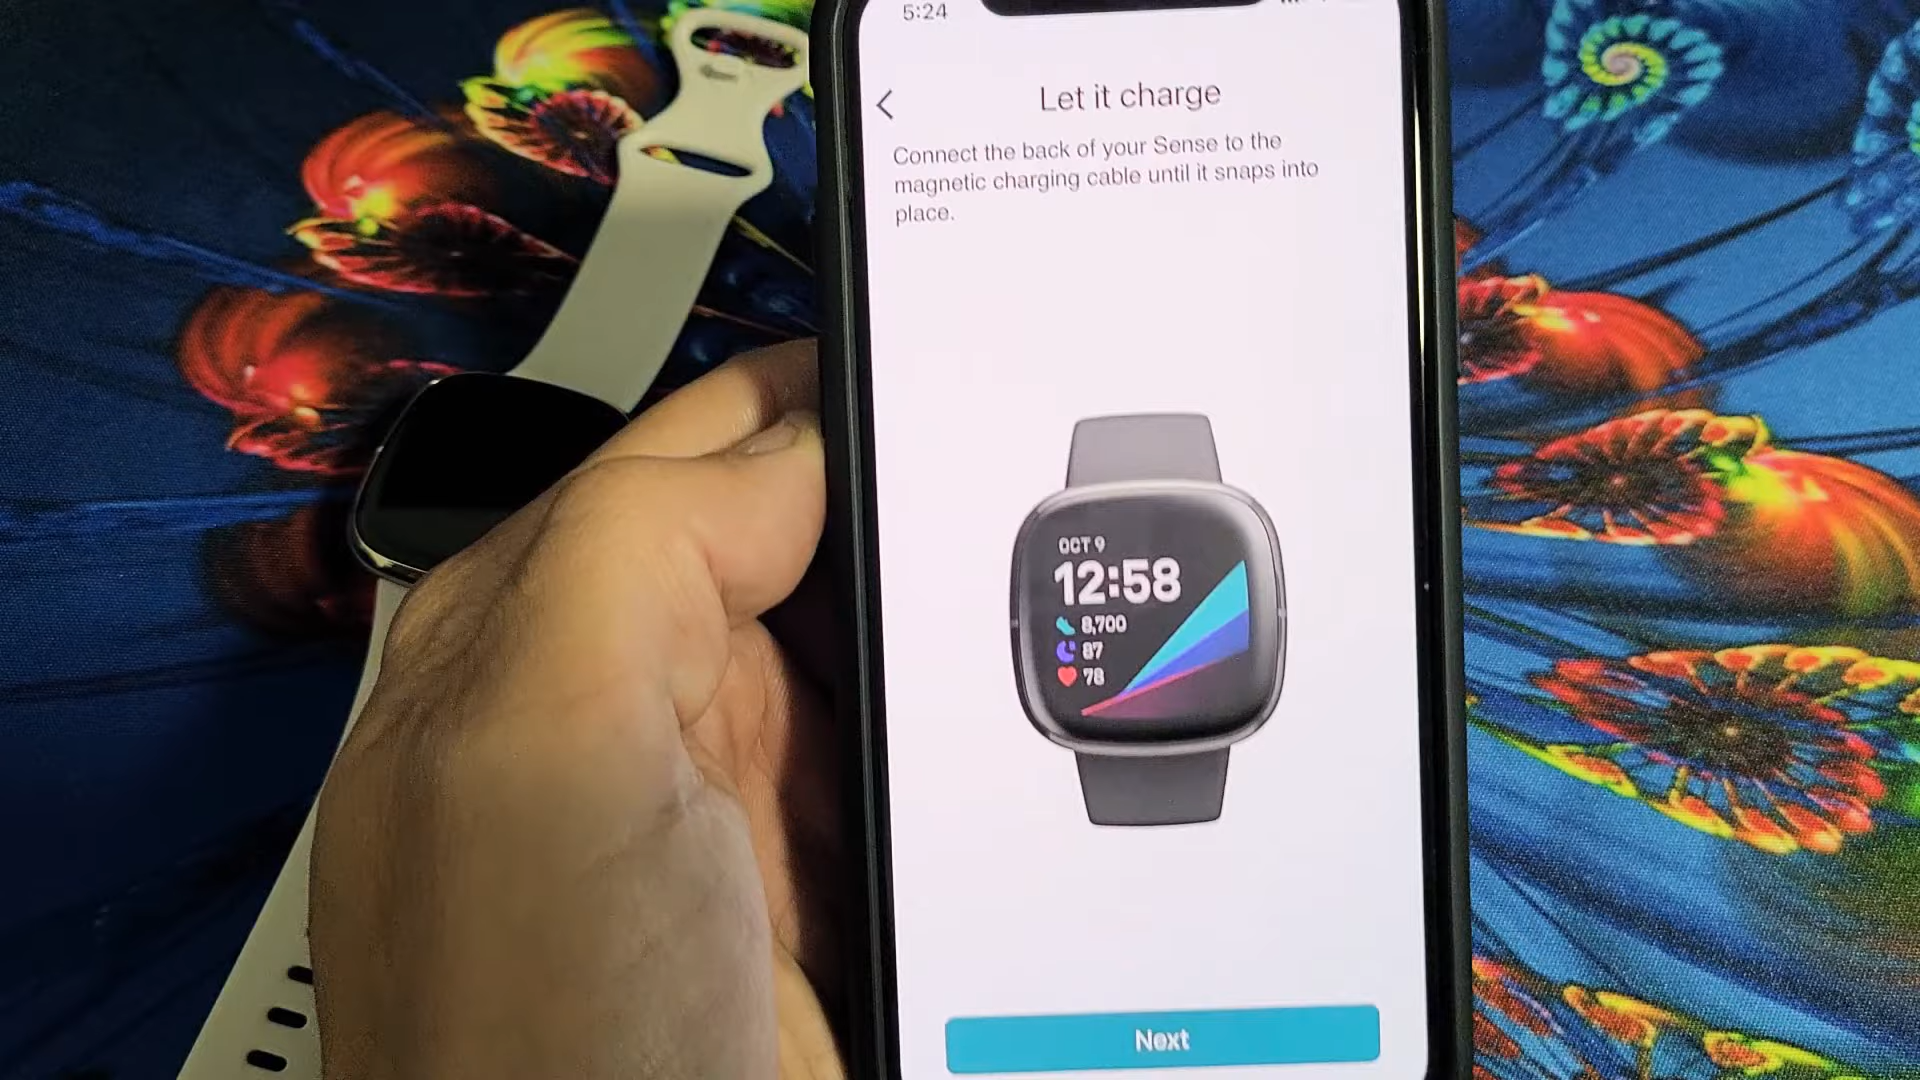 5:24
Let it charge
Connect the back of your Sense to the
magnetic charging cable until it snaps into
place.
OCT 9
12:58
8,700
87
78
Next